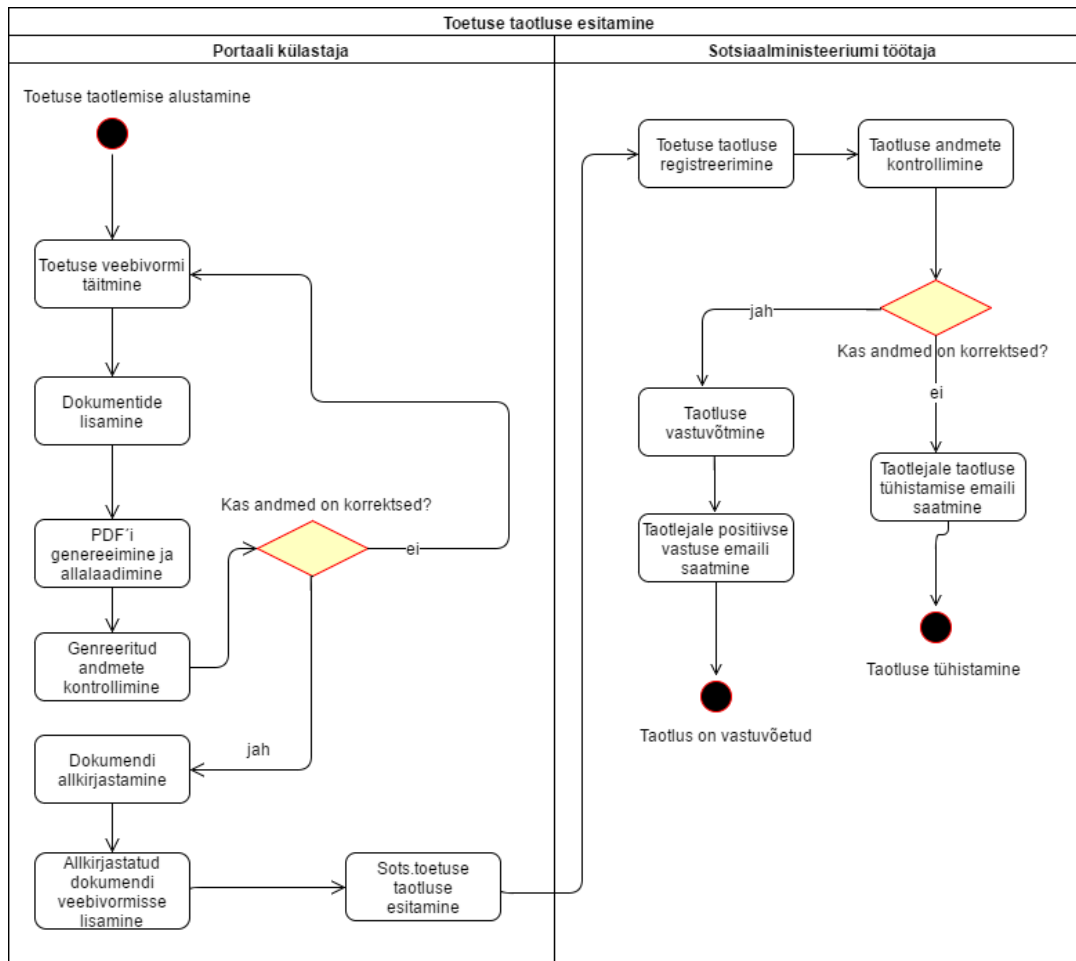 Toetuse taotluse esitamine
Portaali külastaja
Sotsiaalministeeriumi töötaja
Toetuse taotlemise alustamine
Toetuse veebivormi
täitmine
Dokumentide
lisamine
PDF´i
genereeimine ja
allalaadimine
Genreeritud
andmete
kontrollimine
Kas andmed on korrektsed?
ei
jah
Dokumendi
allkirjastamine
Allkirjastatud
dokumendi
veebivormisse
lisamine
Sots.toetuse
taotluse
esitamine
Toetuse taotluse
registreerimine
Taotluse andmete
kontrollimine
Kas andmed on korrektsed?
jah
ei
Taotluse
vastuvõtmine
Taotlejale positiivse
vastuse emaili
saatmine
Taotlus on vastuvõetud
Taotlejale taotluse
tühistamise emaili
saatmine
Taotluse tühistamine